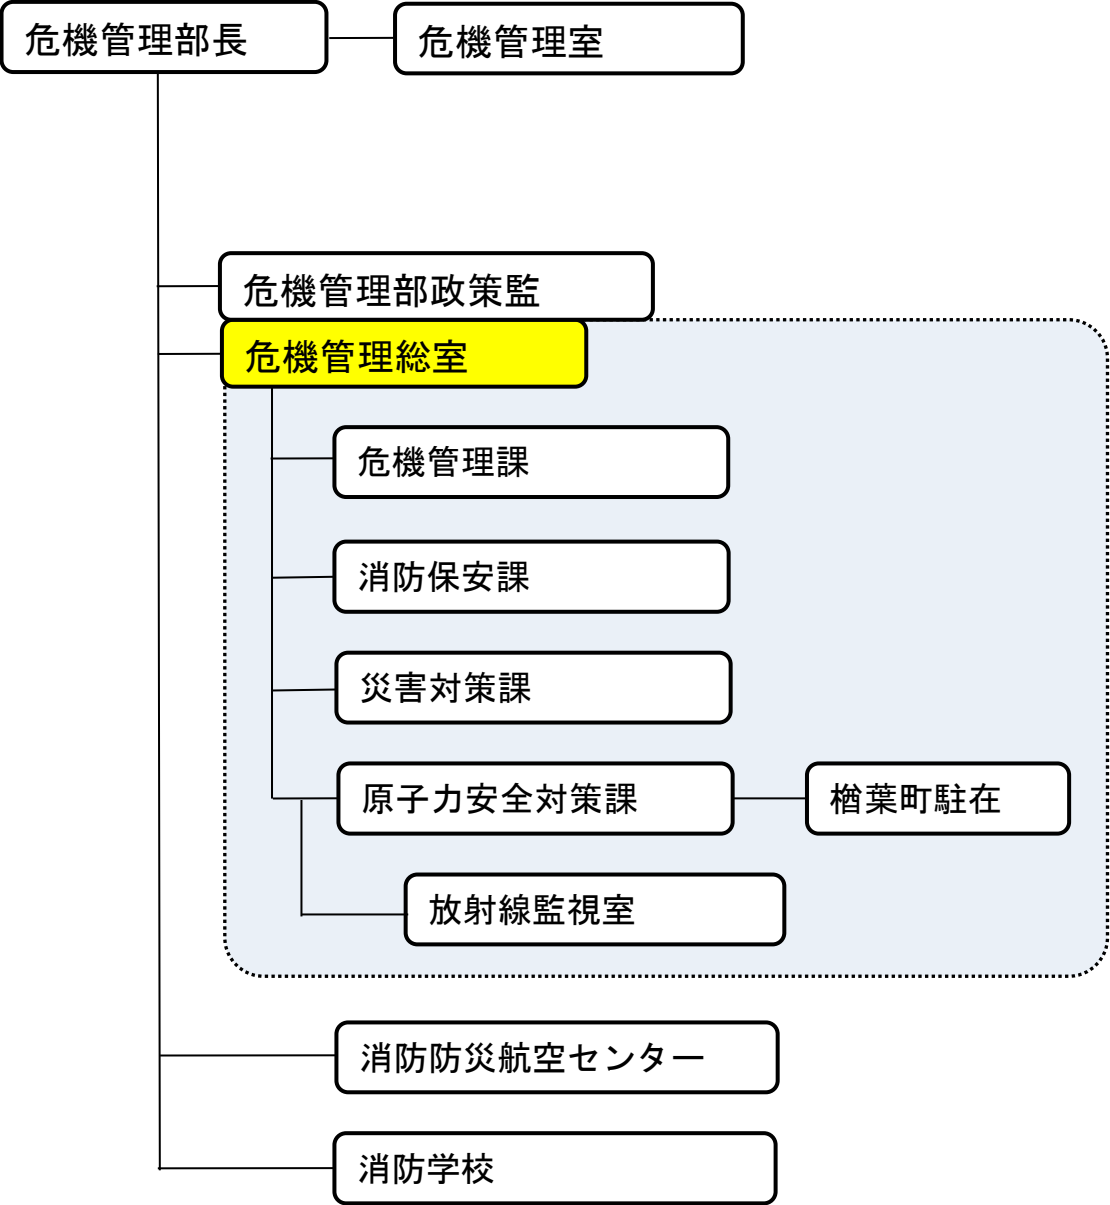 危機管理部長
危機管理室
危機管理部政策監
危機管理総室
危機管理課
消防保安課
災害対策課
原子力安全対策課
楢葉町駐在
放射線監視室
消防防災航空センター
消防学校